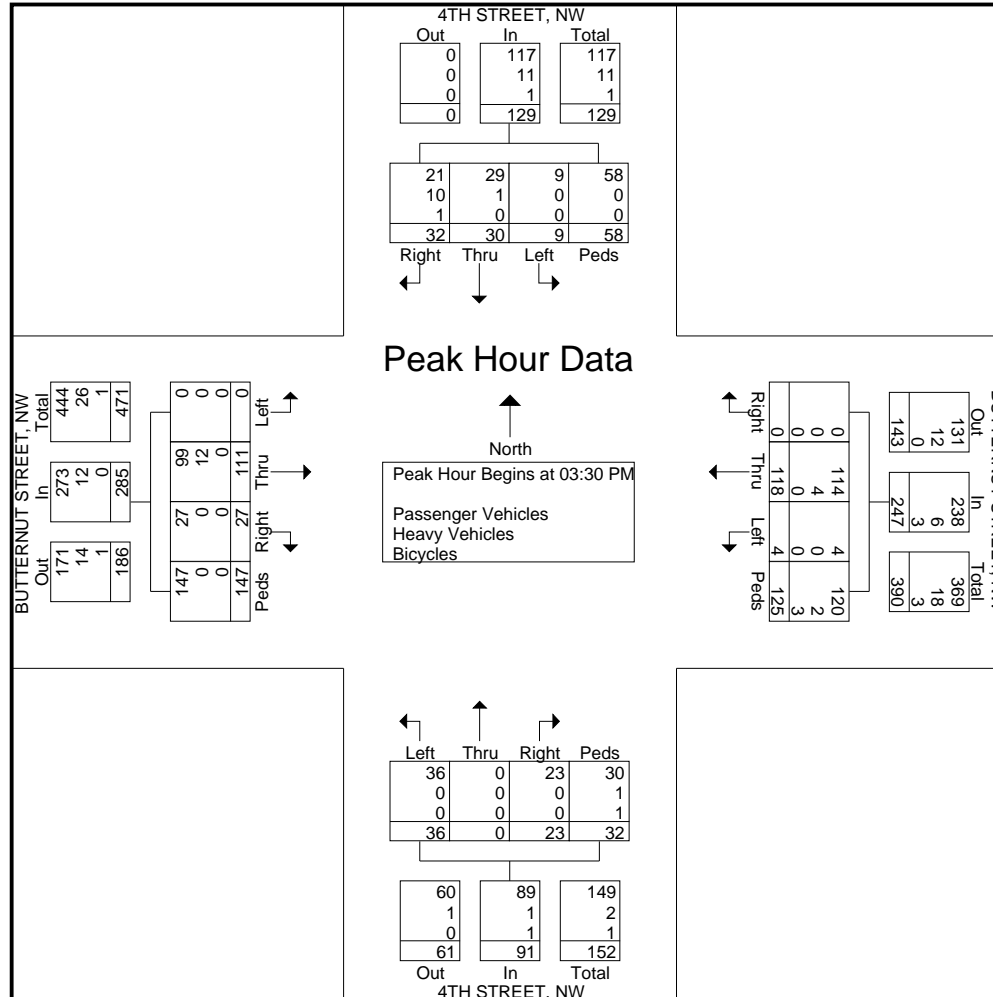 4TH STREET, NW
Out In Total
0 117 117
0 11 11
0 1 1
0 129 129
21 29 9 58
10 1 0 0
1 0 0 0
32 30 9 58
Right Thru Left Peds
BUTTERNUT STREET, NW
Out In Total
171 273 444
14 12 26
1 0 1
186 285 471
147 27 99 0
0 0 12 0
0 0 0 0
147 27 111 0
Peds Right Thru Left
Peak Hour Data
North
Peak Hour Begins at 03:30 PM
Passenger Vehicles
Heavy Vehicles
Bicycles
Out In Total
131 238 369
12 6 18
0 3 3
143 247 390
0 114 4 120
0 4 0 2
0 0 0 3
0 118 4 125
Right Thru Left Peds
Left Thru Right Peds
36 0 23 30
0 0 0 1
0 0 0 1
36 0 23 32
60 89 149
1 1 2
0 1 1
61 91 152
Out In Total
4TH STREET, NW